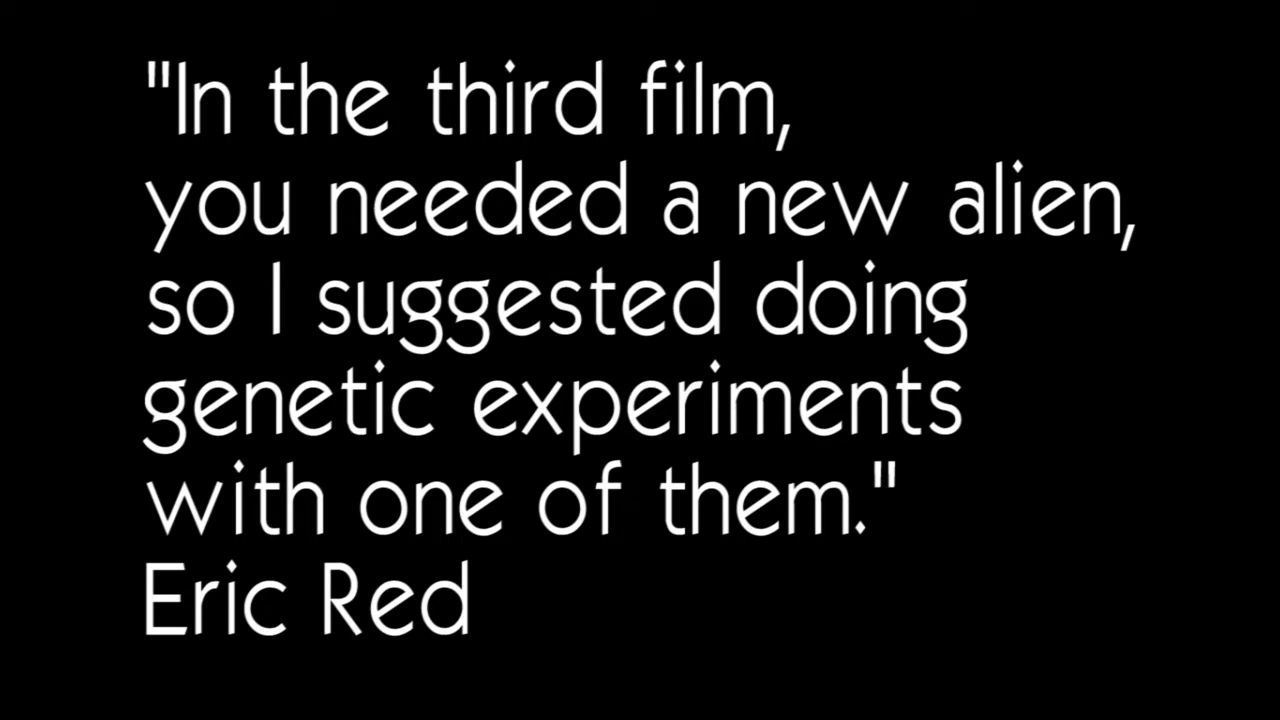 "In the third film,
you needed a new alien,
so I suggested doing
genetic experiments
with one of them."
Eric Red